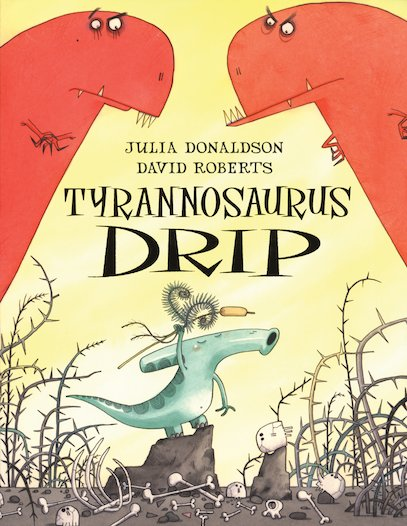 JULIA DONALDSON
DAVID ROBERTS
TYRANNOSAURUS
DRIP